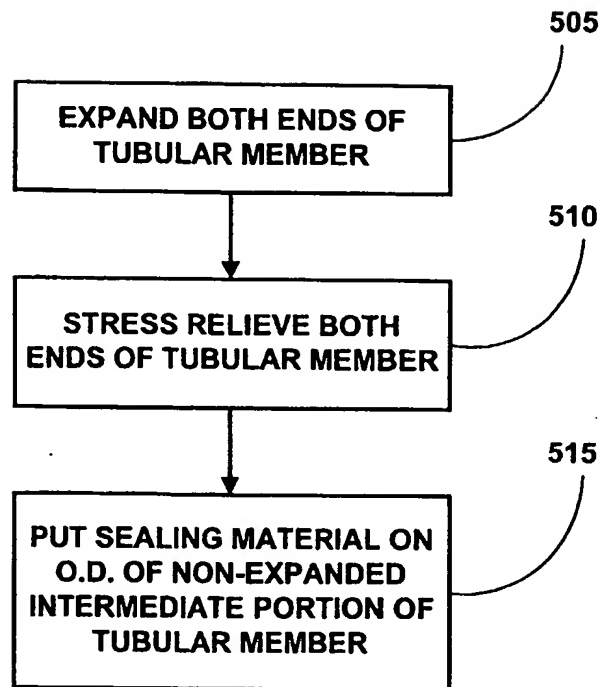 505
EXPAND BOTH ENDS OF
TUBULAR MEMBER
510
STRESS RELIEVE BOTH
ENDS OF TUBULAR MEMBER
515
PUT SEALING MATERIAL ON
O.D. OF NON-EXPANDED
INTERMEDIATE PORTION OF
TUBULAR MEMBER